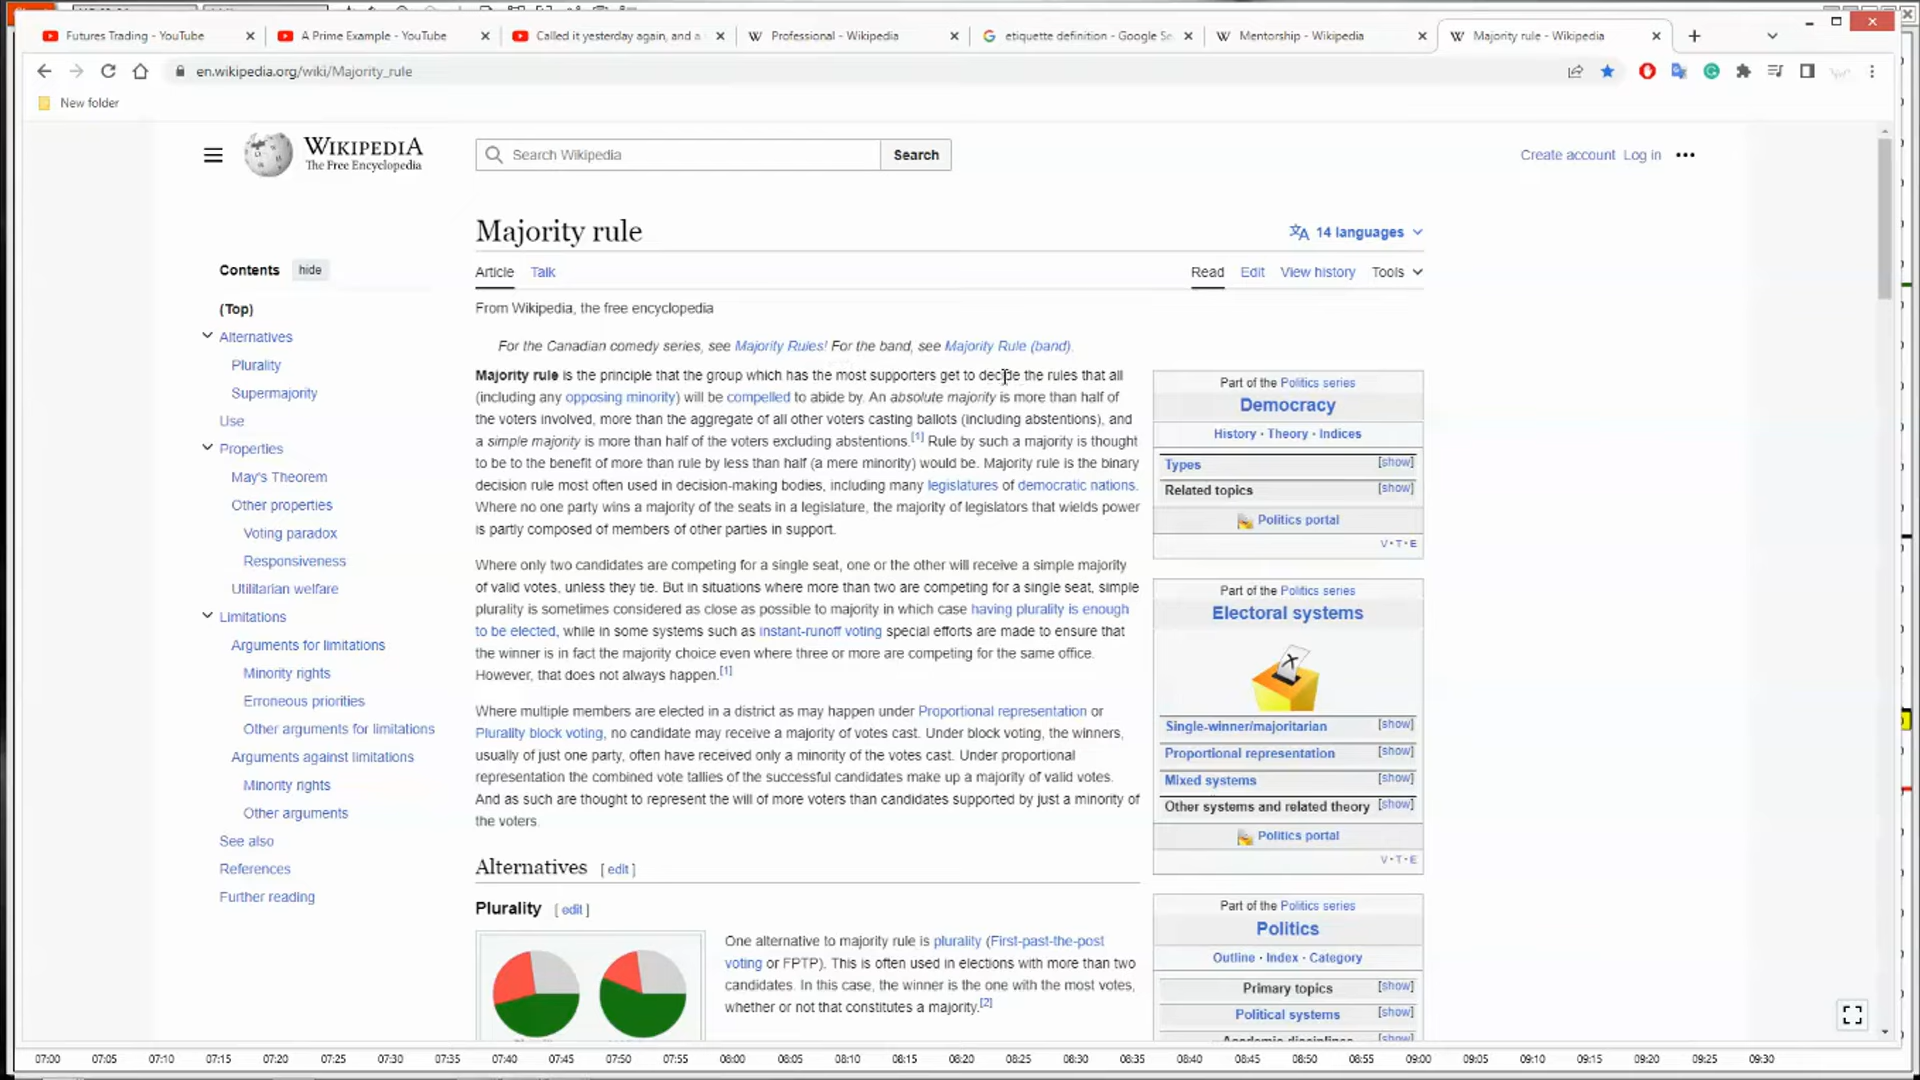 Futures Trading - YouTube
A Prime Example - YouTube
Called it yesterday again, and a
Professional - Wikipedia
etiquette definition - Google Se
Mentorship - Wikipedia
Majority rule - Wikipedia
en.wikipedia.org/wiki/Majority_rule
New folder
WIKIPEDIA
The Free Encyclopedia
Search Wikipedia
Search
Create account Log in
Majority rule
14 languages
Article Talk
Read Edit View history Tools
From Wikipedia, the free encyclopedia
Contents hide
(Top)
Alternatives
Plurality
Supermajority
Use
Properties
May's Theorem
Other properties
Voting paradox
Responsiveness
Utilitarian welfare
Limitations
Arguments for limitations
Minority rights
Erroneous priorities
Other arguments for limitations
Arguments against limitations
Minority rights
Other arguments
See also
References
Further reading
For the Canadian comedy series, see Majority Rules! For the band, see Majority Rule (band).
Majority rule is the principle that the group which has the most supporters get to decide the rules that all
(including any opposing minority) will be compelled to abide by. An absolute majority is more than half of
the voters involved, more than the aggregate of all other voters casting ballots (including abstentions), and
a simple majority is more than half of the voters excluding abstentions.[1] Rule by such a majority is thought
to be to the benefit of more than rule by less than half (a mere minority) would be. Majority rule is the binary
decision rule most often used in decision-making bodies, including many legislatures of democratic nations.
Where no one party wins a majority of the seats in a legislature, the majority of legislators that wields power
is partly composed of members of other parties in support.
Where only two candidates are competing for a single seat, one or the other will receive a simple majority
of valid votes, unless they tie. But in situations where more than two are competing for a single seat, simple
plurality is sometimes considered as close as possible to majority in which case having plurality is enough
to be elected, while in some systems such as instant-runoff voting special efforts are made to ensure that
the winner is in fact the majority choice even where three or more are competing for the same office.
However, that does not always happen.[1]
Where multiple members are elected in a district as may happen under Proportional representation or
Plurality block voting, no candidate may receive a majority of votes cast. Under block voting, the winners,
usually of just one party, often have received only a minority of the votes cast. Under proportional
representation the combined vote tallies of the successful candidates make up a majority of valid votes.
And as such are thought to represent the will of more voters than candidates supported by just a minority of
the voters.
Alternatives [ edit ]
Plurality [ edit ]
One alternative to majority rule is plurality (First-past-the-post
voting or FPTP). This is often used in elections with more than two
candidates. In this case, the winner is the one with the most votes,
whether or not that constitutes a majority.[2]
Part of the Politics series
Democracy
History · Theory · Indices
Types [show]
Related topics [show]
Politics portal
V·T·E
Part of the Politics series
Electoral systems
Single-winner/majoritarian [show]
Proportional representation [show]
Mixed systems [show]
Other systems and related theory [show]
Politics portal
V·T·E
Part of the Politics series
Politics
Outline · Index · Category
Primary topics [show]
Political systems [show]
Academic disciplines [show]
07:00 07:05 07:10 07:15 07:20 07:25 07:30 07:35 07:40 07:45 07:50 07:55 08:00 08:05 08:10 08:15 08:20 08:25 08:30 08:35 08:40 08:45 08:50 08:55 09:00 09:05 09:10 09:15 09:20 09:25 09:30